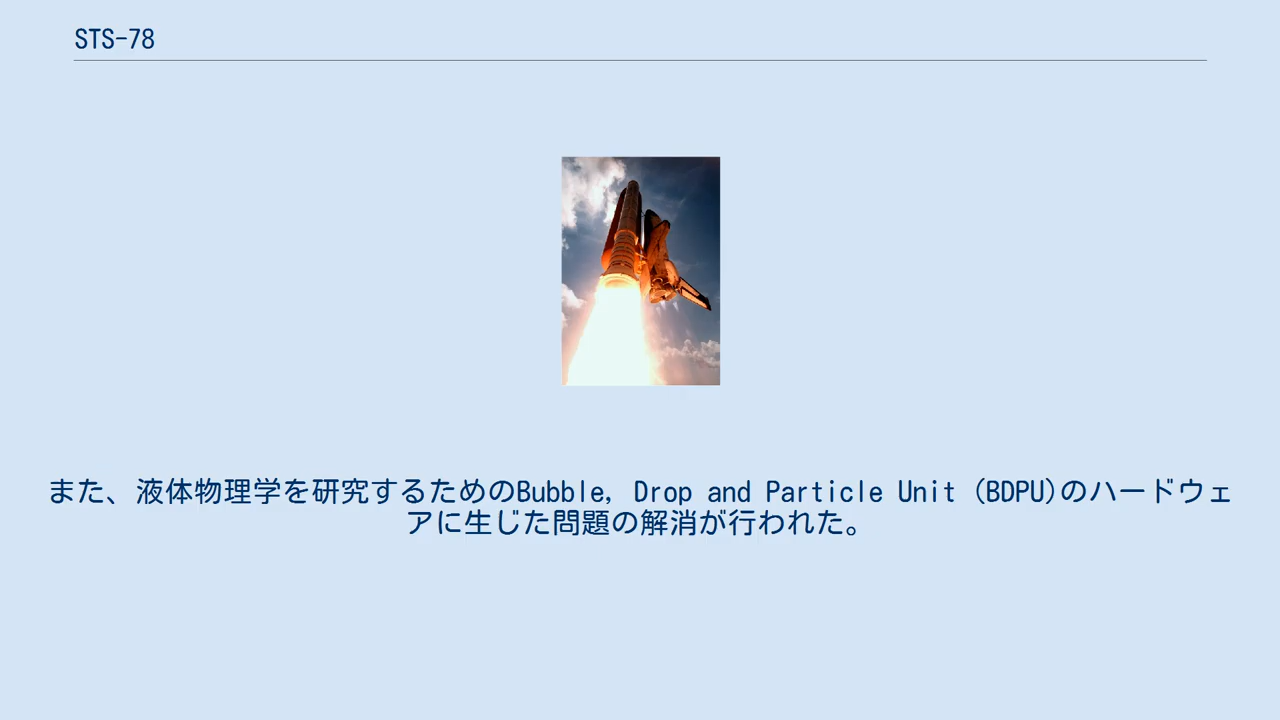 STS-78
また、液体物理学を研究するためのBubble, Drop and Particle Unit (BDPU)のハードウェ
アに生じた問題の解消が行われた。